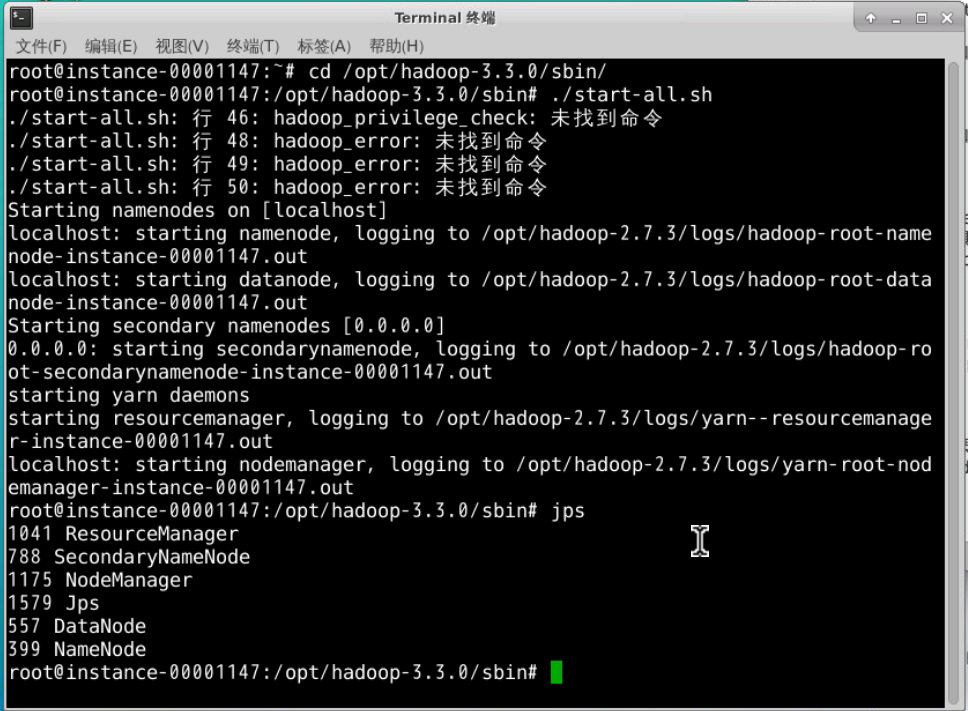 Terminal 终端
文件(F) 编辑(E) 视图(V) 终端(T) 标签(A) 帮助(H)
root@instance-00001147:~# cd /opt/hadoop-3.3.0/sbin/
root@instance-00001147:/opt/hadoop-3.3.0/sbin# ./start-all.sh
./start-all.sh: 行 46: hadoop_privilege_check: 未找到命令
./start-all.sh: 行 48: hadoop_error: 未找到命令
./start-all.sh: 行 49: hadoop_error: 未找到命令
./start-all.sh: 行 50: hadoop_error: 未找到命令
Starting namenodes on [localhost]
localhost: starting namenode, logging to /opt/hadoop-2.7.3/logs/hadoop-root-name
node-instance-00001147.out
localhost: starting datanode, logging to /opt/hadoop-2.7.3/logs/hadoop-root-data
node-instance-00001147.out
Starting secondary namenodes [0.0.0.0]
0.0.0.0: starting secondarynamenode, logging to /opt/hadoop-2.7.3/logs/hadoop-ro
ot-secondarynamenode-instance-00001147.out
starting yarn daemons
starting resourcemanager, logging to /opt/hadoop-2.7.3/logs/yarn--resourcemanage
r-instance-00001147.out
localhost: starting nodemanager, logging to /opt/hadoop-2.7.3/logs/yarn-root-nod
emanager-instance-00001147.out
root@instance-00001147:/opt/hadoop-3.3.0/sbin# jps
1041 ResourceManager
788 SecondaryNameNode
1175 NodeManager
1579 Jps
557 DataNode
399 NameNode
root@instance-00001147:/opt/hadoop-3.3.0/sbin#